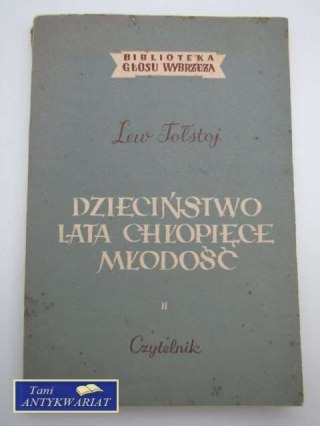 BIBLIOTEKA
GŁOSU WYBRZEŻA
Lew Tołstoj
DZIECIŃSTWO
LATA CHŁOPIĘCE
MŁODOŚĆ
II
Czytelnik
Tani
ANTYKWARIAT